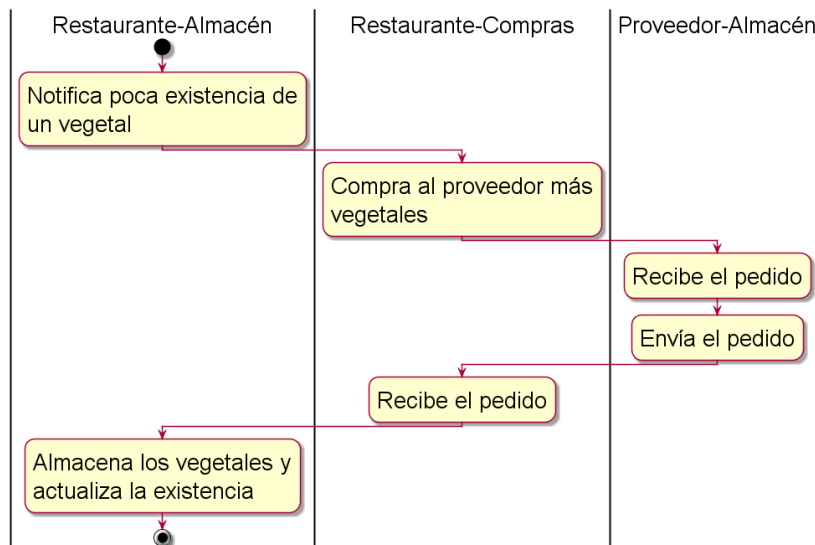 Restaurante-Almacén
Restaurante-Compras
Proveedor-Almacén
Notifica poca existencia de
un vegetal
Compra al proveedor más
vegetales
Recibe el pedido
Envía el pedido
Recibe el pedido
Almacena los vegetales y
actualiza la existencia